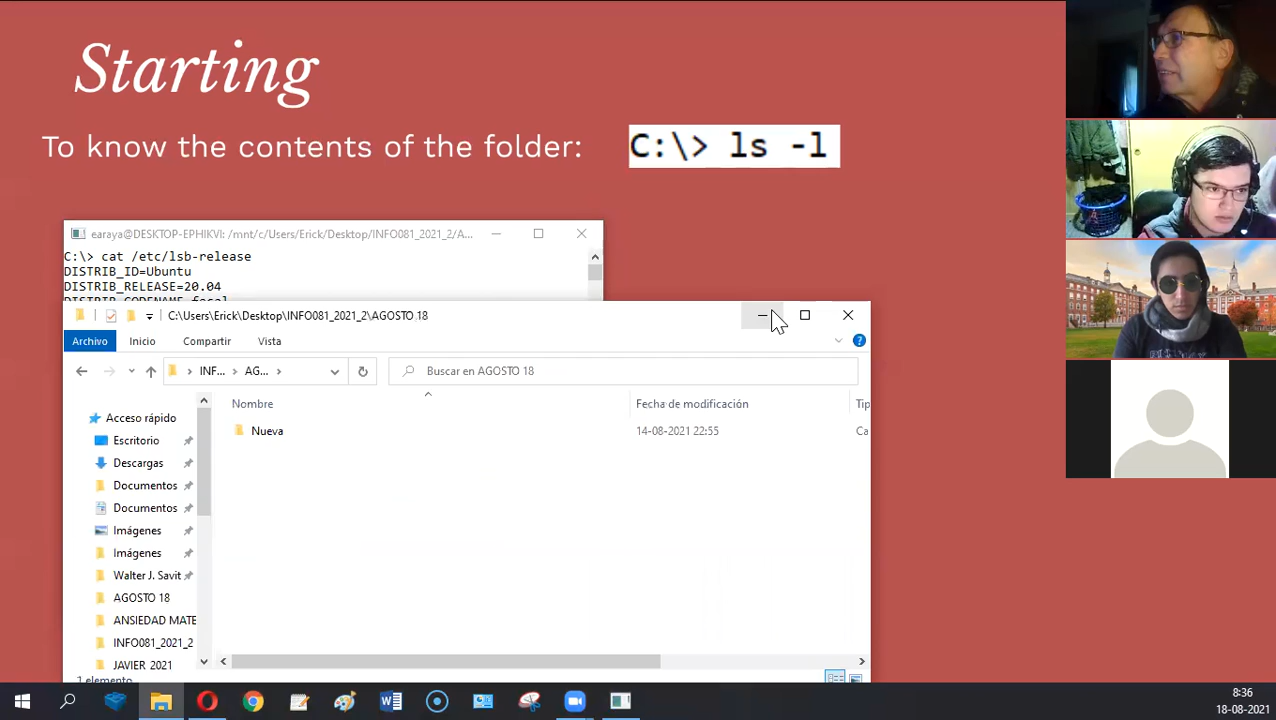 Starting
To know the contents of the folder:
C:\> ls -l
earaya@DESKTOP-EPHIKVI: /mnt/c/Users/Erick/Desktop/INFO081_2021_2/A...
C:\> cat /etc/lsb-release
DISTRIB_ID=Ubuntu
DISTRIB_RELEASE=20.04
C:\Users\Erick\Desktop\INFO081_2021_2\AGOSTO 18
Archivo Inicio Compartir Vista
INF... AG... Buscar en AGOSTO 18
Nombre Fecha de modificación Tip
Acceso rápido
Nueva 14-08-2021 22:55 Ca
Escritorio
Descargas
Documentos
Documentos
Imágenes
Imágenes
Walter J. Savit
AGOSTO 18
ANSIEDAD MATE
INFO081_2021_2
JAVIER 2021
1 elemento
8:36
18-08-2021